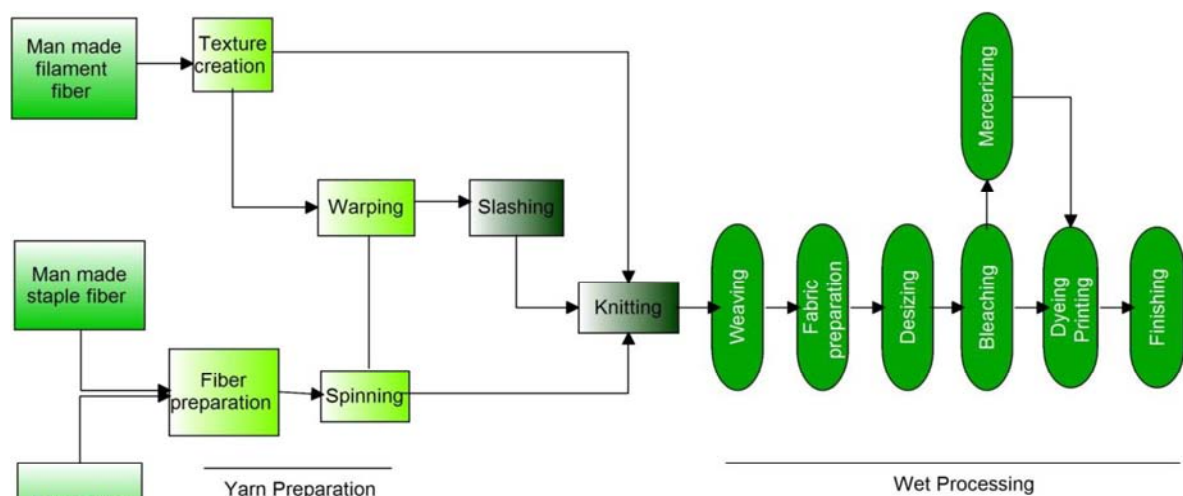 Man made
filament
fiber
Texture
creation
Mercerizing
Warping
Slashing
Man made
staple fiber
Knitting
Weaving
Fabric
preparation
Desizing
Bleaching
Dyeing
Printing
Finishing
Fiber
preparation
Spinning
Yarn Preparation
Wet Processing